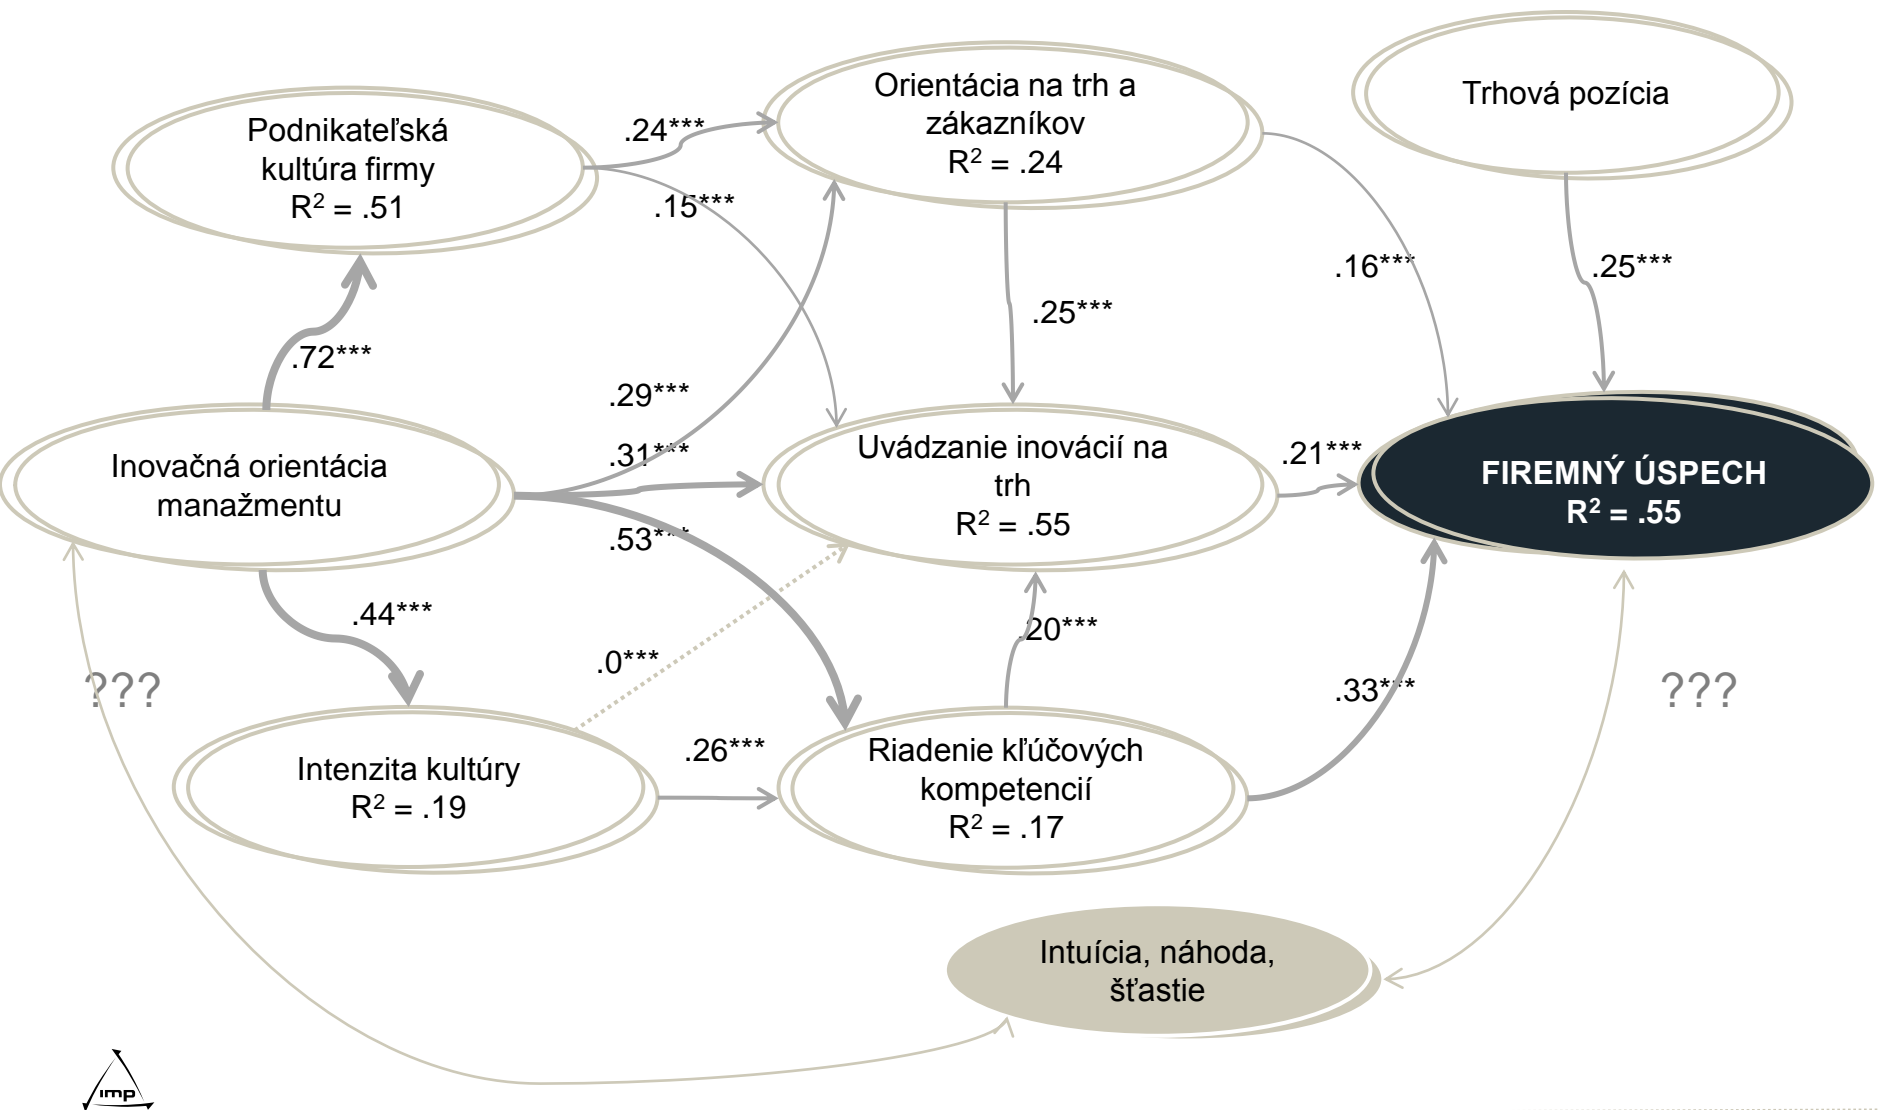 Orientácia na trh a
zákazníkov
R² = .24
Trhová pozícia
Podnikateľská
kultúra firmy
R² = .51
.24***
.15***
.16***
.25***
.25***
.72***
.29***
.31***
.53***
Inovačná orientácia
manažmentu
Uvádzanie inovácií na
trh
R² = .55
.21***
FIREMNÝ ÚSPECH
R² = .55
.44***
.0***
.20***
???
.33***
???
.26***
Intenzita kultúry
R² = .19
Riadenie kľúčových
kompetencií
R² = .17
Intuícia, náhoda,
šťastie
imp